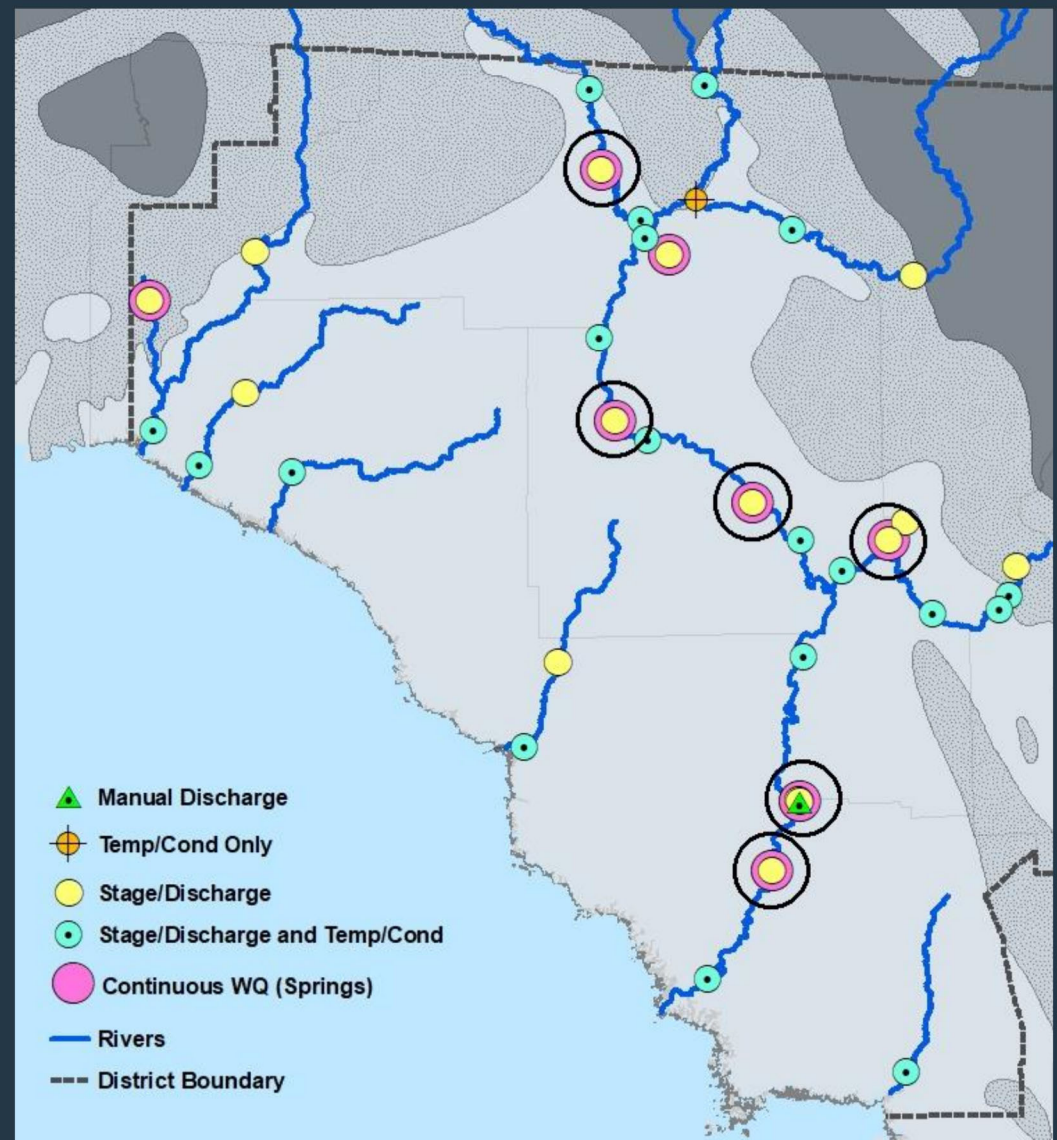 Manual Discharge
Temp/Cond Only
Stage/Discharge
Stage/Discharge and Temp/Cond
Continuous WQ (Springs)
Rivers
District Boundary